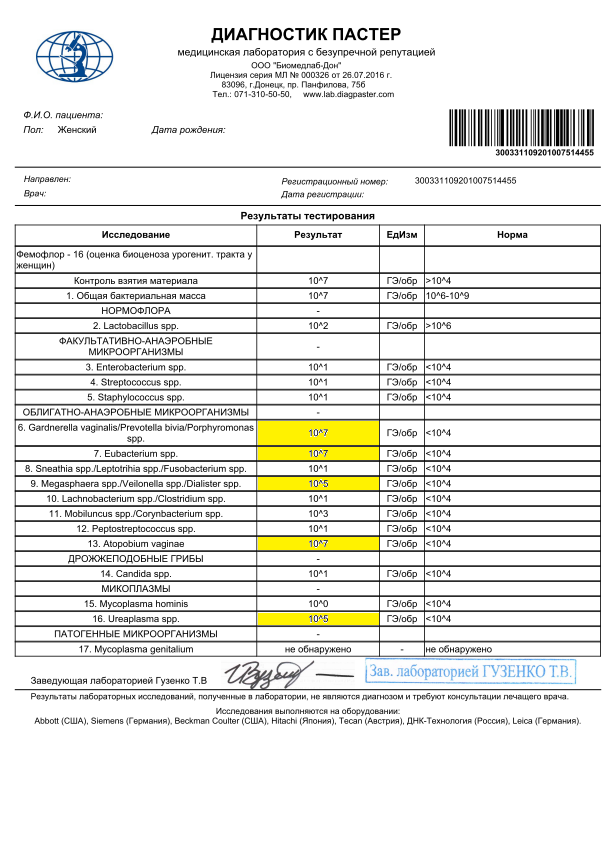 ДИАГНОСТИК ПАСТЕР
медицинская лаборатория с безупречной репутацией
ООО "Биомедлаб-Дон"
Лицензия серия МЛ № 000326 от 26.07.2016 г.
83096, г.Донецк, пр. Панфилова, 75б
Тел.: 071-310-50-50, www.lab.diagpaster.com
Ф.И.О. пациента:
Пол: Женский Дата рождения:
300331109201007514455
Направлен:
Врач:
Регистрационный номер: 300331109201007514455
Дата регистрации:
Результаты тестирования
Исследование Результат ЕдИзм Норма
Фемофлор - 16 (оценка биоценоза урогенит. тракта у
женщин)
Контроль взятия материала 10^7 ГЭ/обр >10^4
1. Общая бактериальная масса 10^7 ГЭ/обр 10^6-10^9
НОРМОФЛОРА -
2. Lactobacillus spp. 10^2 ГЭ/обр >10^6
ФАКУЛЬТАТИВНО-АНАЭРОБНЫЕ
МИКРООРГАНИЗМЫ -
3. Enterobacterium spp. 10^1 ГЭ/обр <10^4
4. Streptococcus spp. 10^1 ГЭ/обр <10^4
5. Staphylococcus spp. 10^1 ГЭ/обр <10^4
ОБЛИГАТНО-АНАЭРОБНЫЕ МИКРООРГАНИЗМЫ -
6. Gardnerella vaginalis/Prevotella bivia/Porphyromonas
spp. 10^7 ГЭ/обр <10^4
7. Eubacterium spp. 10^7 ГЭ/обр <10^4
8. Sneathia spp./Leptotrihia spp./Fusobacterium spp. 10^1 ГЭ/обр <10^4
9. Megasphaera spp./Veilonella spp./Dialister spp. 10^5 ГЭ/обр <10^4
10. Lachnobacterium spp./Clostridium spp. 10^1 ГЭ/обр <10^4
11. Mobiluncus spp./Corynbacterium spp. 10^3 ГЭ/обр <10^4
12. Peptostreptococcus spp. 10^1 ГЭ/обр <10^4
13. Atopobium vaginae 10^7 ГЭ/обр <10^4
ДРОЖЖЕПОДОБНЫЕ ГРИБЫ -
14. Candida spp. 10^1 ГЭ/обр <10^4
МИКОПЛАЗМЫ -
15. Mycoplasma hominis 10^0 ГЭ/обр <10^4
16. Ureaplasma spp. 10^5 ГЭ/обр <10^4
ПАТОГЕННЫЕ МИКРООРГАНИЗМЫ -
17. Mycoplasma genitalium не обнаружено - не обнаружено
Заведующая лабораторией Гузенко Т.В
Зав. лабораторией ГУЗЕНКО Т.В.
Результаты лабораторных исследований, полученные в лаборатории, не являются диагнозом и требуют консультации лечащего врача.
Исследования выполняются на оборудовании:
Abbott (США), Siemens (Германия), Beckman Coulter (США), Hitachi (Япония), Tecan (Австрия), ДНК-Технология (Россия), Leica (Германия).